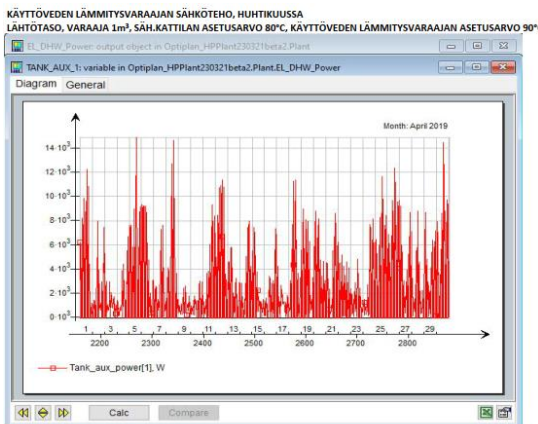 KÄYTTÖVEDEN LÄMMITYSVARAAJAN SÄHKÖTEHO, HUHTIKUUSSA
LÄHTÖTASO, VARAAJA 1m³, SÄH.KATTILAN ASETUSARVO 80°C, KÄYTTÖVEDEN LÄMMITYSVARAAJAN ASETUSARVO 90°
EL_DHW_Power: output object in Optiplan_HPPlant230321beta2.Plant
TANK_AUX_1: variable in Optiplan_HPPlant230321beta2.Plant.EL_DHW_Power
Diagram General
Month: April 2019
14·10³
12·10³
10·10³
8·10³
6·10³
4·10³
2·10³
0·10³
1 3 5 7 9 11 13 15 17 19 21 23 25 27 29
2200 2300 2400 2500 2600 2700 2800
Tank_aux_power[1], W
Calc Compare